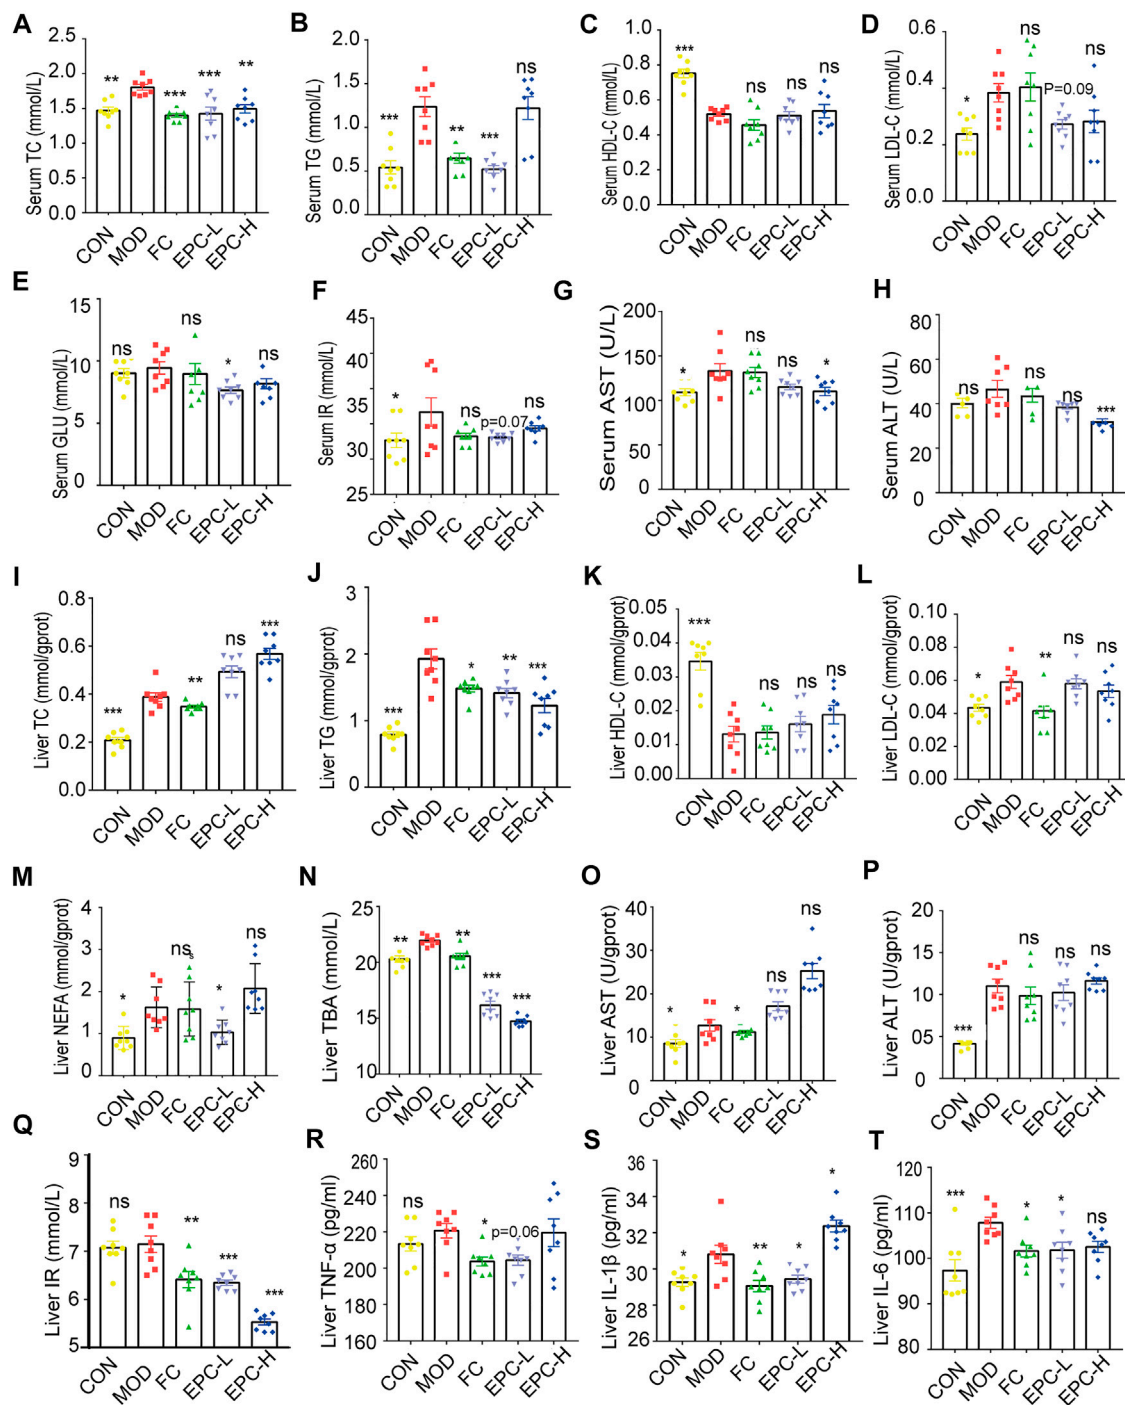 A
Serum TC (mmol/L)
2.5
2.0
1.5
1.0
0.5
0.0
** *** *** **
CON MOD FC EPC-L EPC-H
B
Serum TG (mmol/L)
2.0
1.5
1.0
0.5
0.0
*** ** *** ns
CON MOD FC EPC-L EPC-H
C
Serum HDL-C (mmol/L)
1.0
0.8
0.6
0.4
0.2
0.0
*** ns ns ns
CON MOD FC EPC-L EPC-H
D
Serum LDL-C (mmol/L)
0.6
0.4
0.2
0.0
* ns P=0.09 ns
CON MOD FC EPC-L EPC-H
E
Serum GLU (mmol/L)
15
10
5
0
ns ns * ns
CON MOD FC EPC-L EPC-H
F
Serum IR (mmol/L)
45
40
35
30
25
* ns p=0.07 ns
CON MOD FC EPC-L EPC-H
G
Serum AST (U/L)
200
150
100
50
0
* ns ns *
CON MOD FC EPC-L EPC-H
H
Serum ALT (U/L)
80
60
40
20
0
ns ns ns ***
CON MOD FC EPC-L EPC-H
I
Liver TC (mmol/gprot)
0.8
0.6
0.4
0.2
0.0
*** ** ns ***
CON MOD FC EPC-L EPC-H
J
Liver TG (mmol/gprot)
3
2
1
0
*** * ** ***
CON MOD FC EPC-L EPC-H
K
Liver HDL-C (mmol/gprot)
0.05
0.04
0.03
0.02
0.01
0.00
*** ns ns ns
CON MOD FC EPC-L EPC-H
L
Liver LDL-C (mmol/gprot)
0.10
0.08
0.06
0.04
0.02
0.00
* ** ns ns
CON MOD FC EPC-L EPC-H
M
Liver NEFA (mmol/gprot)
4
3
2
1
0
* ns s * ns
CON MOD FC EPC-L EPC-H
N
Liver TBA (mmol/L)
25
20
15
10
** ** *** ***
CON MOD FC EPC-L EPC-H
O
Liver AST (U/gprot)
40
30
20
10
0
* * ns ns
CON MOD FC EPC-L EPC-H
P
Liver ALT (U/gprot)
20
15
10
05
0
*** ns ns ns
CON MOD FC EPC-L EPC-H
Q
Liver IR (mmol/L)
9
8
7
6
5
ns ** *** ***
CON MOD FC EPC-L EPC-H
R
Liver TNF-α (pg/ml)
260
240
220
200
180
160
ns * p=0.06 ns
CON MOD FC EPC-L EPC-H
S
Liver IL-1β (pg/ml)
36
34
32
30
28
26
* ** * *
CON MOD FC EPC-L EPC-H
T
Liver IL-6 (pg/ml)
120
110
100
90
80
*** * * ns
CON MOD FC EPC-L EPC-H